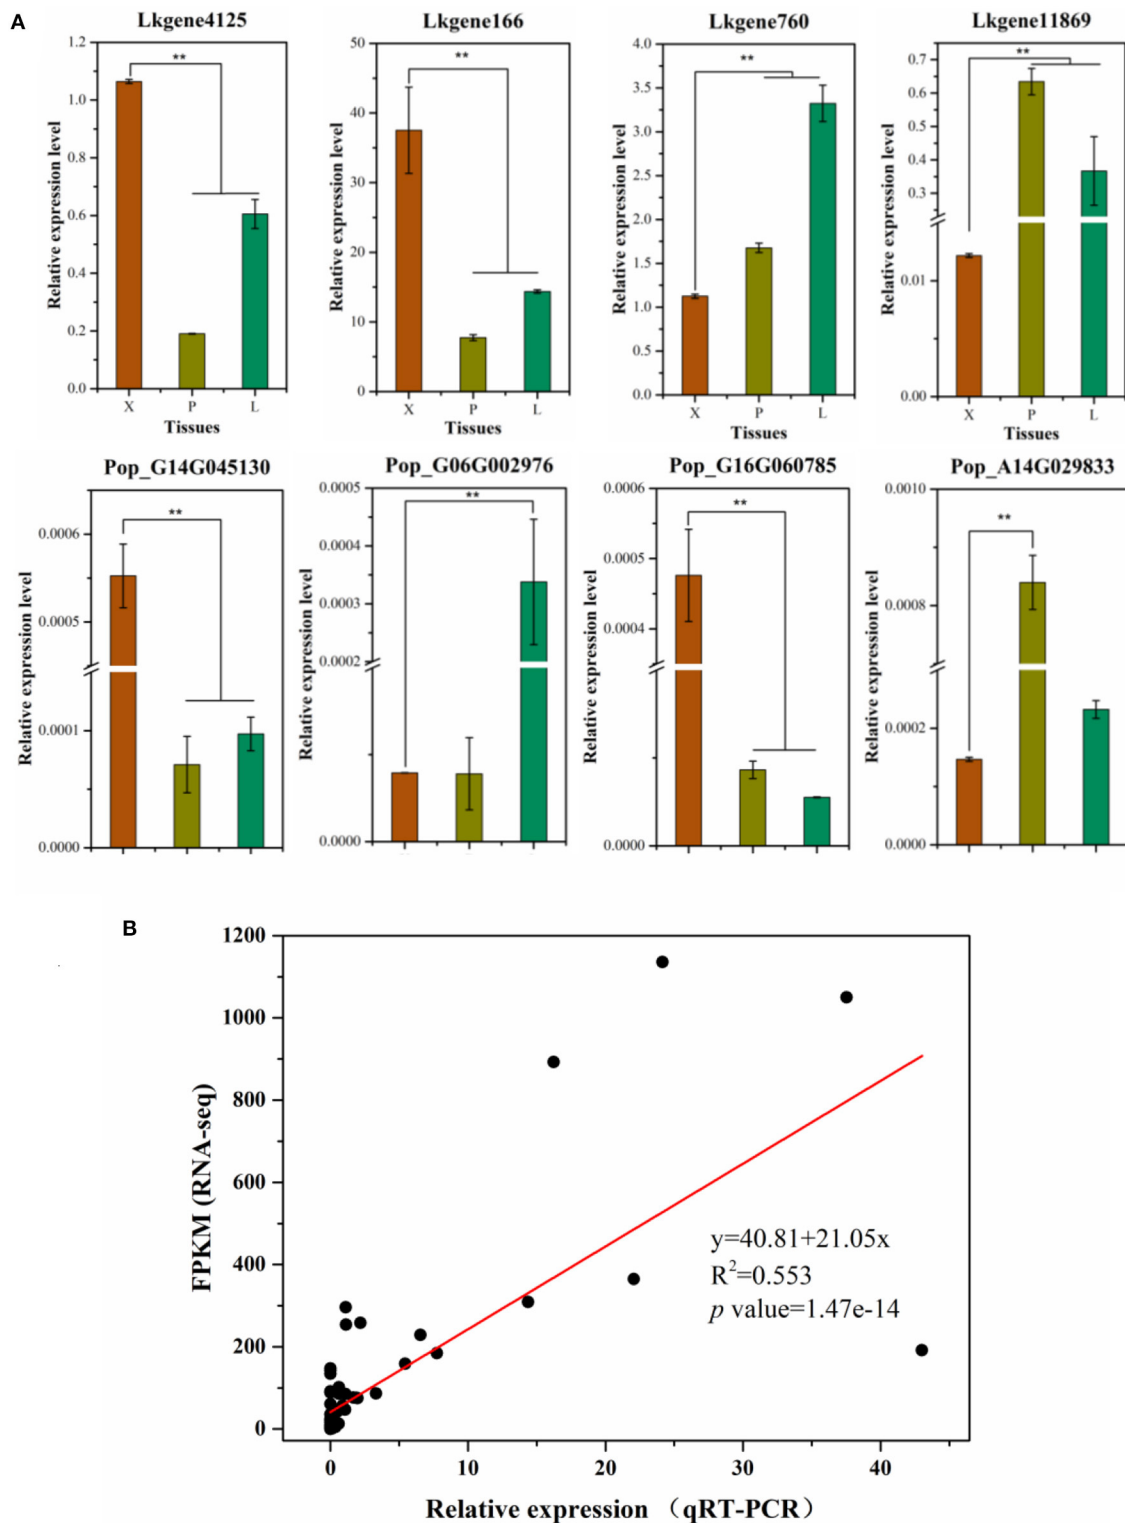 A
Lkgene4125
Relative expression level
1.2
1.0
0.8
0.6
0.4
0.2
0.0
**
X P L
Tissues
Lkgene166
Relative expression level
50
40
30
20
10
0
**
X P L
Tissues
Lkgene760
Relative expression level
4.0
3.5
3.0
2.5
2.0
1.5
1.0
0.5
0.0
**
X P L
Tissues
Lkgene11869
Relative expression level
0.7
0.6
0.5
0.4
0.3
0.01
0.00
**
X P L
Tissues
Pop_G14G045130
Relative expression level
0.0006
0.0005
0.0001
0.0000
**
Pop_G06G002976
Relative expression level
0.0005
0.0004
0.0003
0.0002
0.0000
**
Pop_G16G060785
Relative expression level
0.0006
0.0005
0.0004
0.0000
**
Pop_A14G029833
Relative expression level
0.0010
0.0008
0.0002
0.0000
**
B
FPKM (RNA-seq)
1200
1000
800
600
400
200
0
y=40.81+21.05x
R²=0.553
p value=1.47e-14
0 10 20 30 40
Relative expression （qRT-PCR）